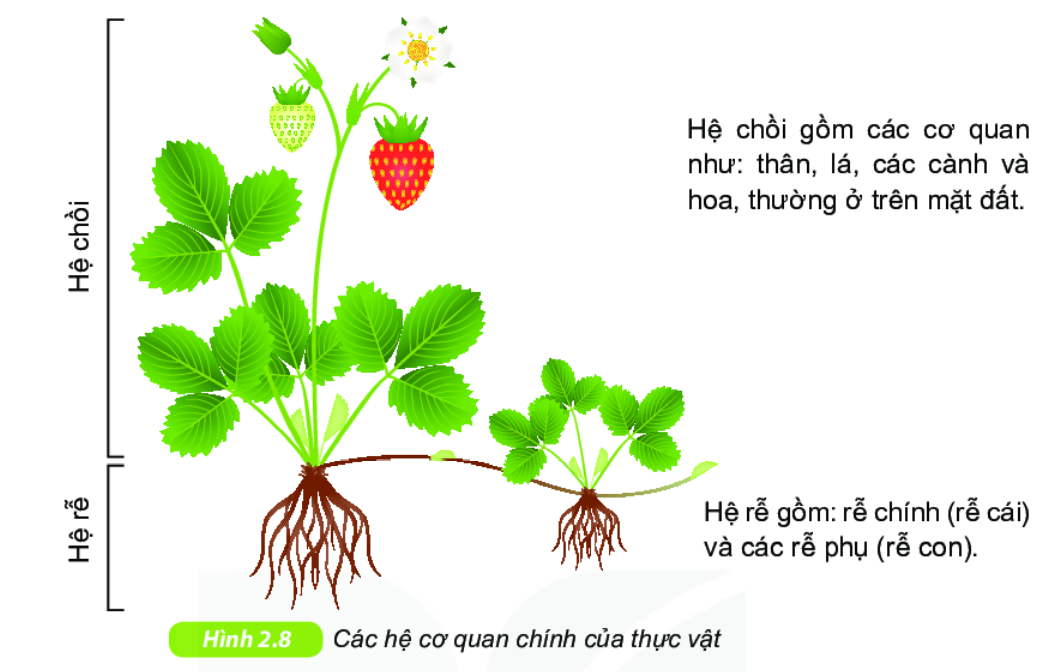 Hệ chồi
Hệ chồi gồm các cơ quan
như: thân, lá, các cành và
hoa, thường ở trên mặt đất.
Hệ rễ
Hệ rễ gồm: rễ chính (rễ cái)
và các rễ phụ (rễ con).
Hình 2.8 Các hệ cơ quan chính của thực vật